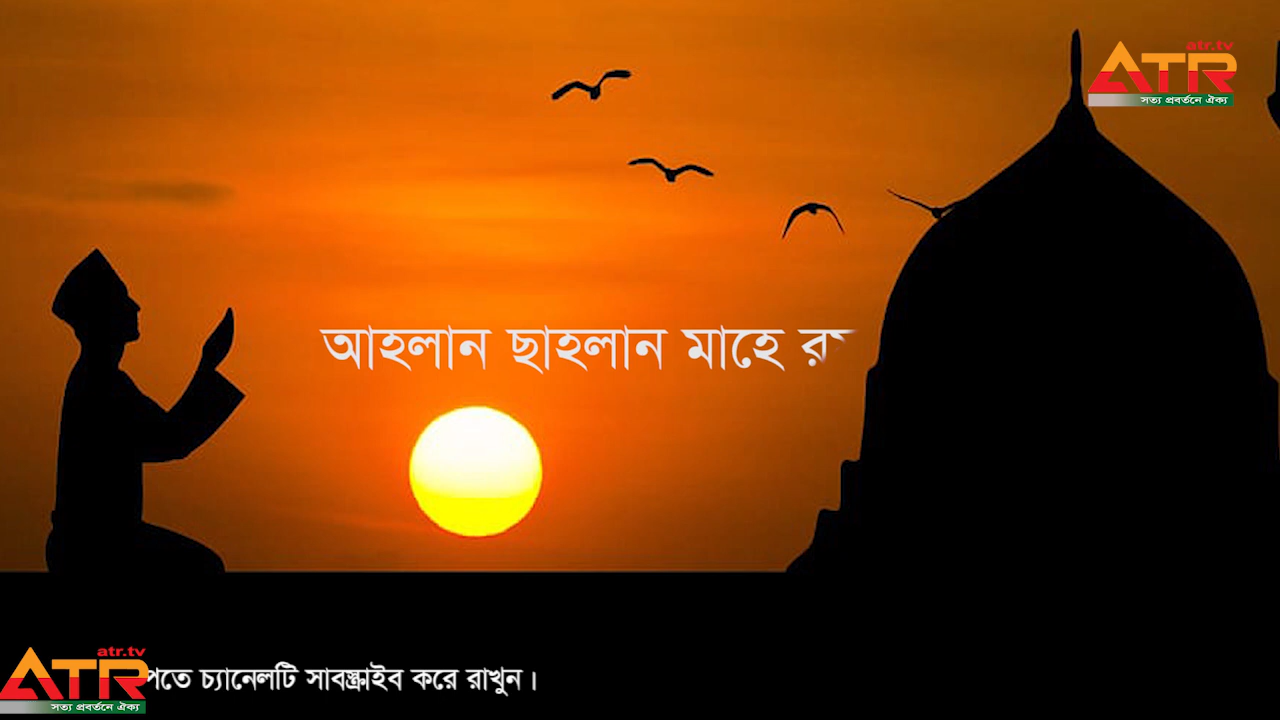 atr.tv
ATR
সত্য প্রবর্তনে ঐক্য
আহলান ছাহলান মাহে
atr.tv
ATR
সত্য প্রবর্তনে ঐক্য
পেতে চ্যানেলটি সাবস্ক্রাইব করে রাখুন।